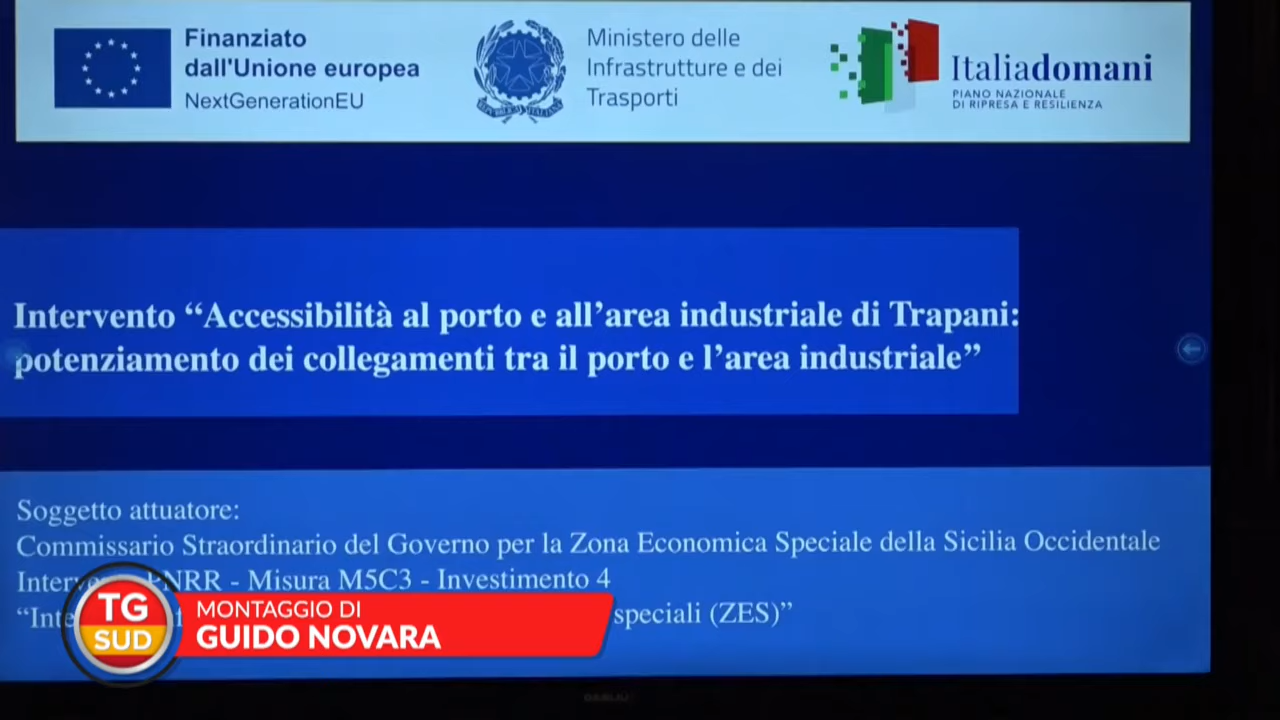 Finanziato
dall'Unione europea
NextGenerationEU
Ministero delle
Infrastrutture e dei
Trasporti
Italiadomani
PIANO NAZIONALE
DI RIPRESA E RESILIENZA
Intervento “Accessibilità al porto e all’area industriale di Trapani:
potenziamento dei collegamenti tra il porto e l’area industriale”
Soggetto attuatore:
Commissario Straordinario del Governo per la Zona Economica Speciale della Sicilia Occidentale
PNRR - Misura M5C3 - Investimento 4
speciali (ZES)”
TG
SUD
MONTAGGIO DI
GUIDO NOVARA